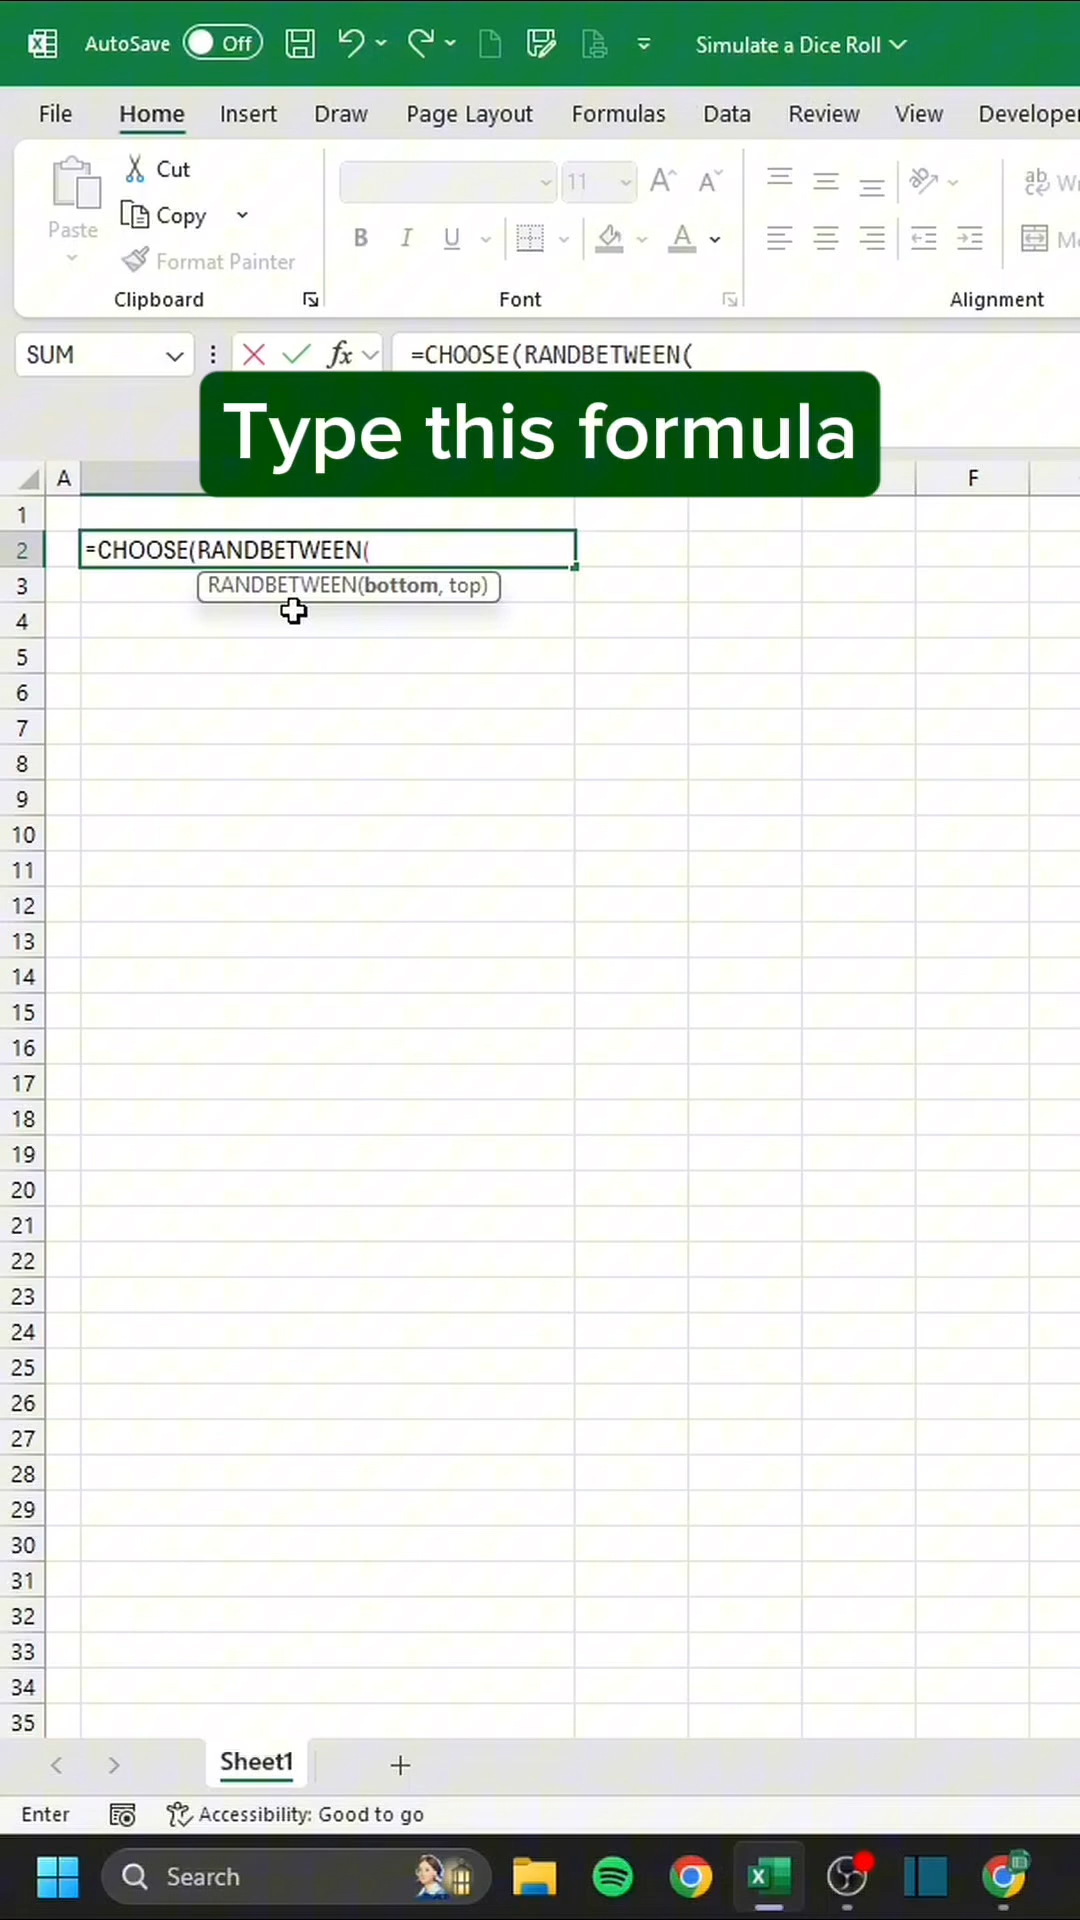 AutoSave Off Simulate a Dice Roll
File Home Insert Draw Page Layout Formulas Data Review View Developer
Paste
Cut
Copy
Format Painter
11
B I U A
Clipboard Font Alignment
SUM fx =CHOOSE(RANDBETWEEN(
Type this formula
A F
1
2 =CHOOSE(RANDBETWEEN(
RANDBETWEEN(bottom, top)
3
4
5
6
7
8
9
10
11
12
13
14
15
16
17
18
19
20
21
22
23
24
25
26
27
28
29
30
31
32
33
34
35
Sheet1
Enter Accessibility: Good to go
Search